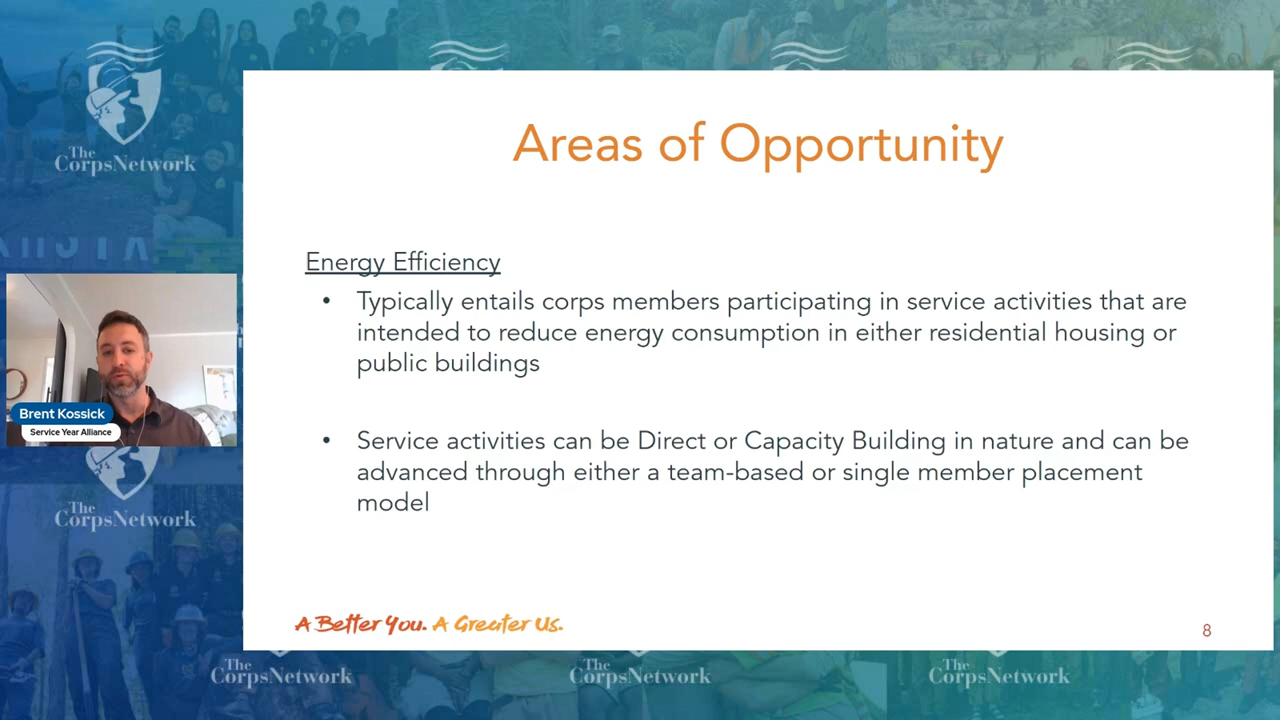 The
CorpsNetwork
Areas of Opportunity
Energy Efficiency
• Typically entails corps members participating in service activities that are
intended to reduce energy consumption in either residential housing or
public buildings
• Service activities can be Direct or Capacity Building in nature and can be
advanced through either a team-based or single member placement
model
Brent Kossick
Service Year Alliance
The
CorpsNetwork
A Better You. A Greater Us.
8
The
CorpsNetwork
The
CorpsNetwork
The
CorpsNetwork